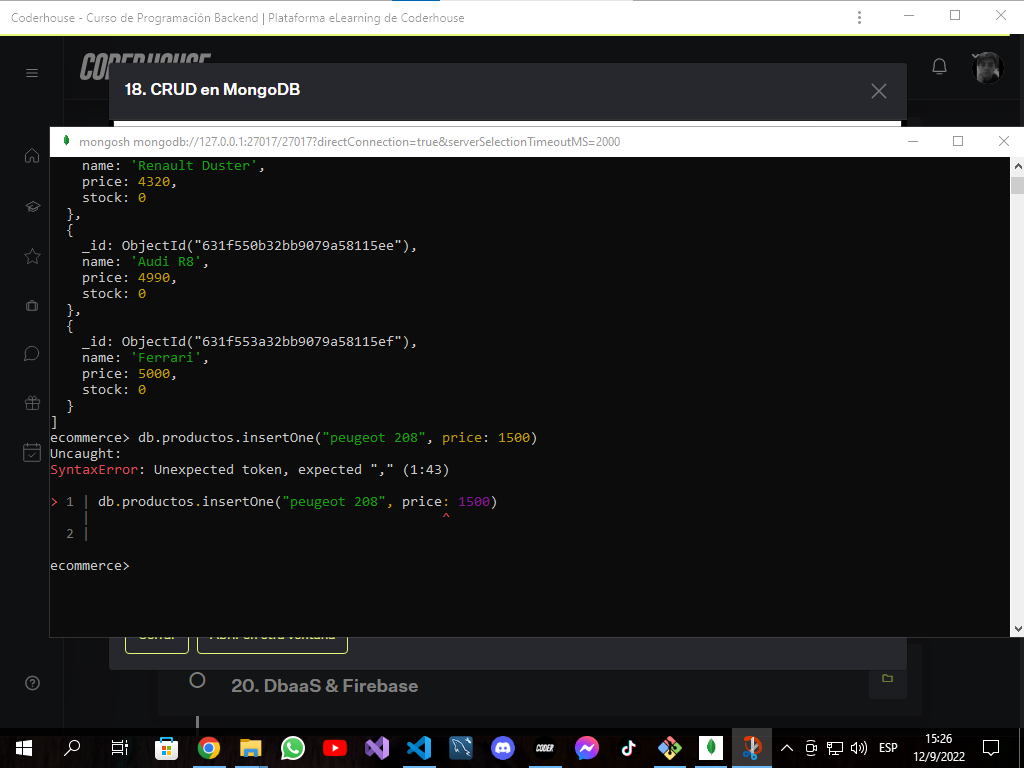 Coderhouse - Curso de Programación Backend | Plataforma eLearning de Coderhouse
CODERHOUSE
18. CRUD en MongoDB
mongosh mongodb://127.0.0.1:27017/27017?directConnection=true&serverSelectionTimeoutMS=2000
name: 'Renault Duster',
price: 4320,
stock: 0
},
{
_id: ObjectId("631f550b32bb9079a58115ee"),
name: 'Audi R8',
price: 4990,
stock: 0
},
{
_id: ObjectId("631f553a32bb9079a58115ef"),
name: 'Ferrari',
price: 5000,
stock: 0
}
]
ecommerce> db.productos.insertOne("peugeot 208", price: 1500)
Uncaught:
SyntaxError: Unexpected token, expected "," (1:43)
> 1 | db.productos.insertOne("peugeot 208", price: 1500)
| ^
2 |
ecommerce>
Cerrar Abrir en otra ventana
20. DbaaS & Firebase
CODER
ESP
15:26
12/9/2022